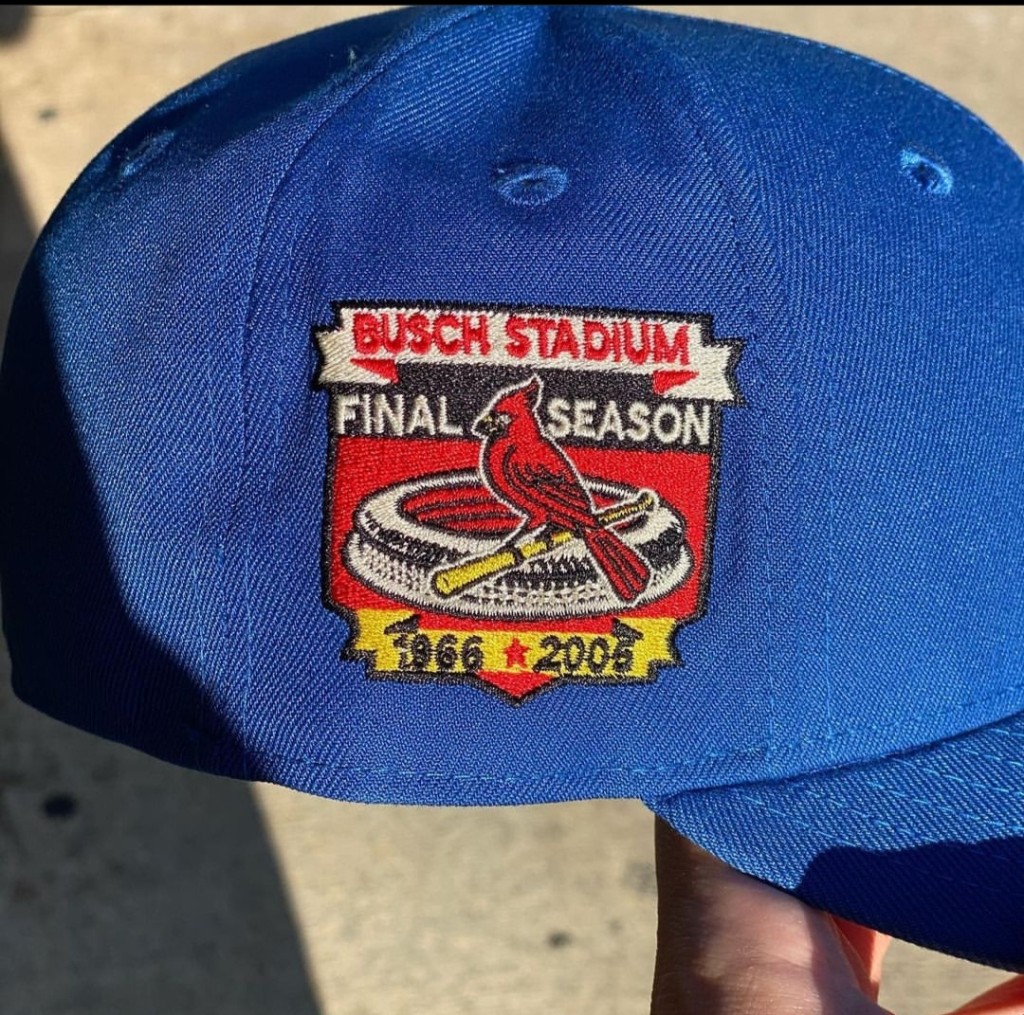 BUSCH STADIUM
FINAL SEASON
1966 ★ 2005